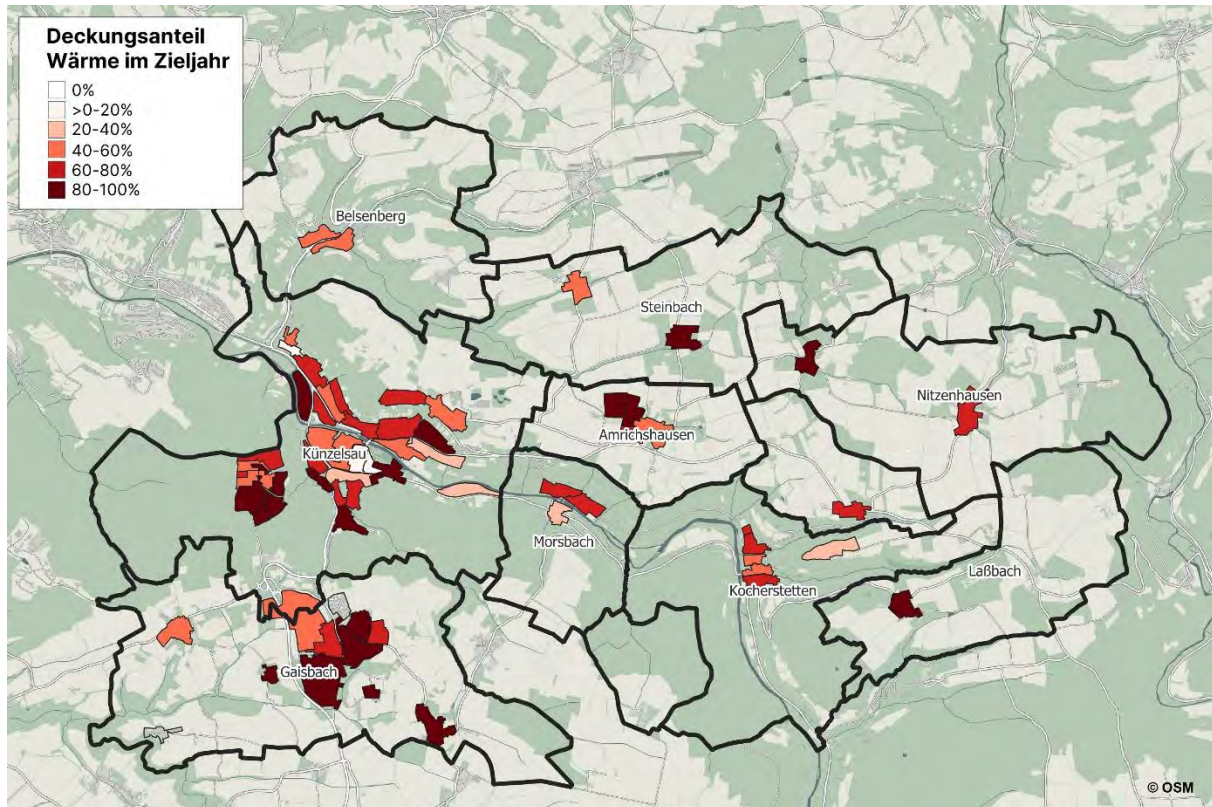 Deckungsanteil
Wärme im Zieljahr
0%
>0-20%
20-40%
40-60%
60-80%
80-100%
Belsenberg
Steinbach
Nitzenhausen
Amrichshausen
Künzelsau
Morsbach
Laßbach
Kocherstetten
Gaisbach
© OSM